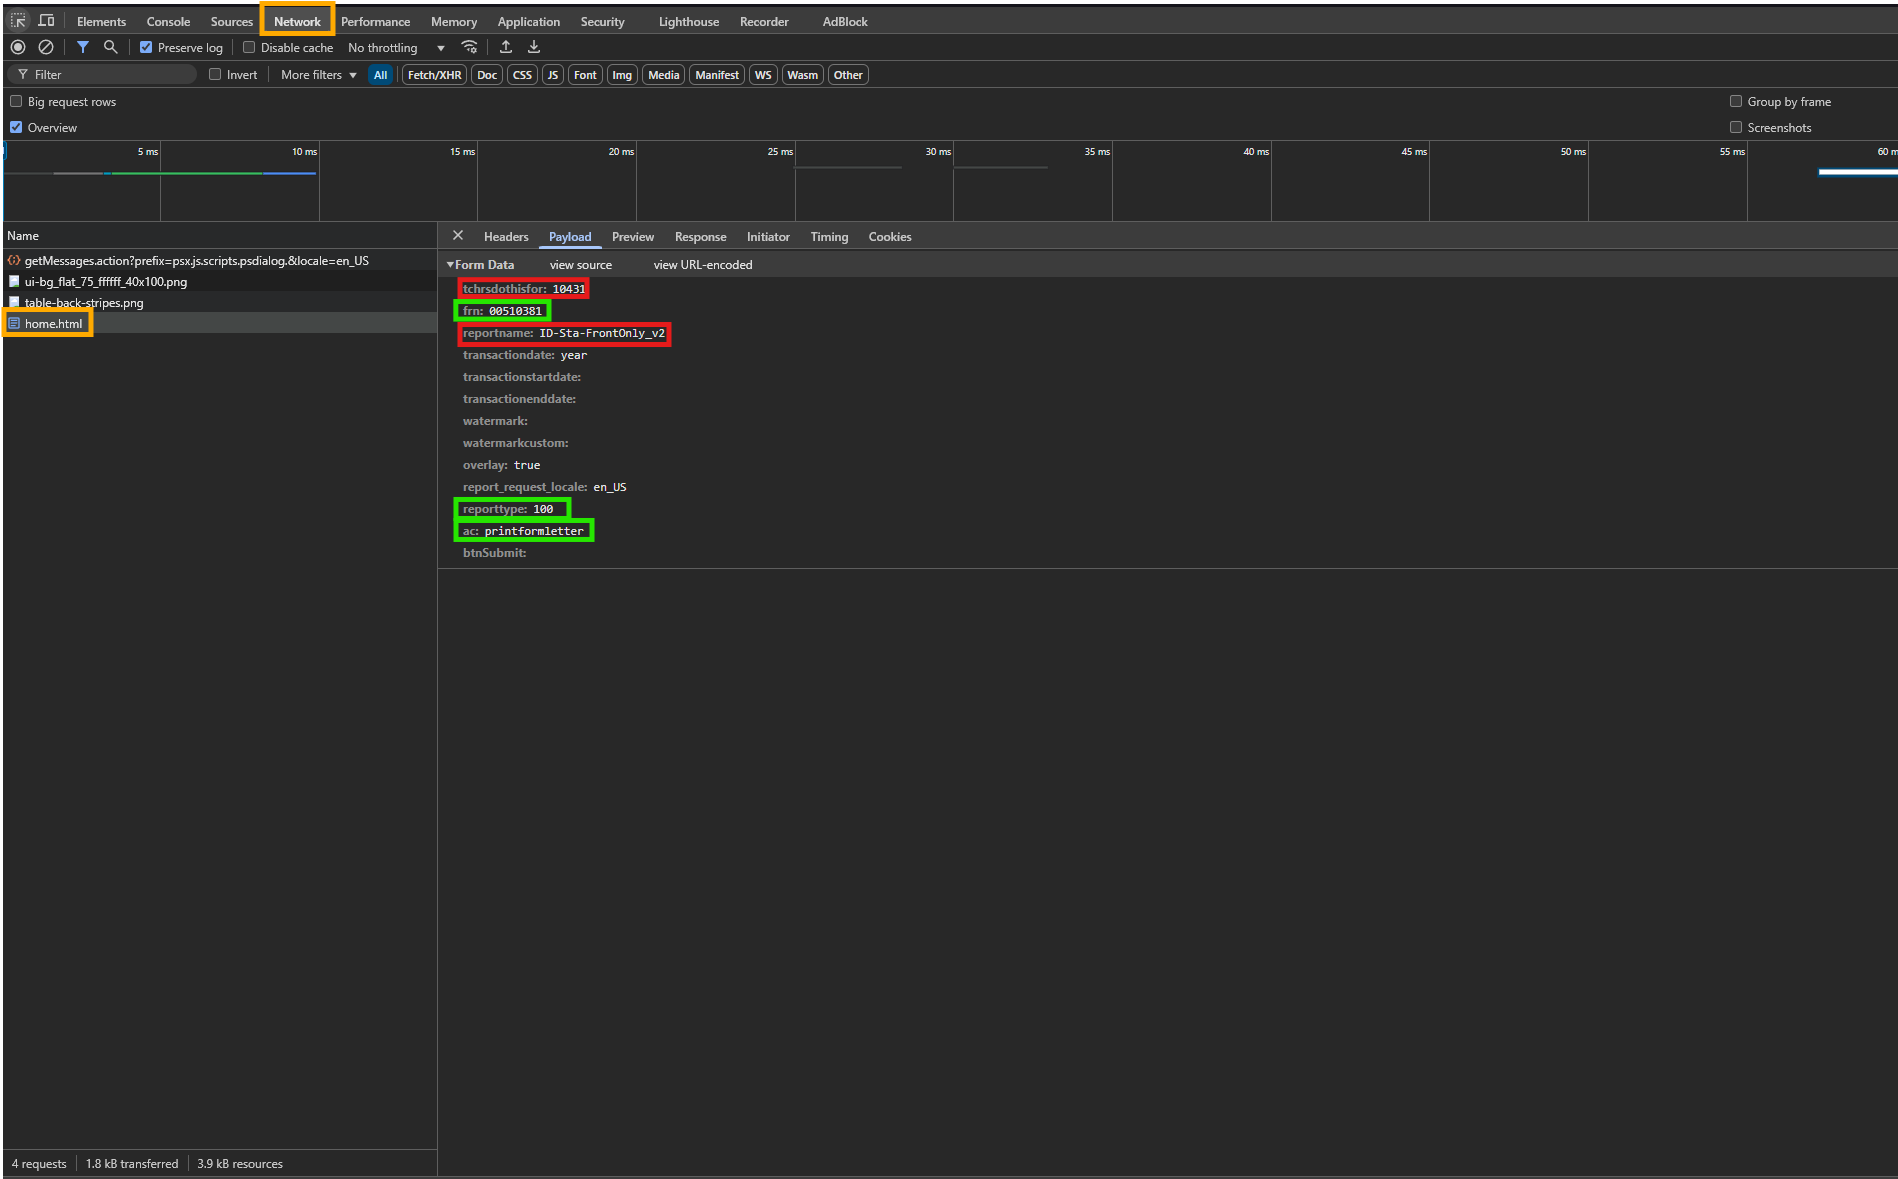 Elements Console Sources Network Performance Memory Application Security Lighthouse Recorder AdBlock
Preserve log Disable cache No throttling
Filter Invert More filters All Fetch/XHR Doc CSS JS Font Img Media Manifest WS Wasm Other
Big request rows Group by frame
Overview Screenshots
5 ms 10 ms 15 ms 20 ms 25 ms 30 ms 35 ms 40 ms 45 ms 50 ms 55 ms 60 m
Name
Headers Payload Preview Response Initiator Timing Cookies
getMessages.action?prefix=psx.js.scripts.psdialog.&locale=en_US
ui-bg_flat_75_ffffff_40x100.png
table-back-stripes.png
home.html
Form Data view source view URL-encoded
tchrsdothisfor: 10431
frn: 00510381
reportname: ID-Sta-FrontOnly_v2
transactiondate: year
transactionstartdate:
transactionenddate:
watermark:
watermarkcustom:
overlay: true
report_request_locale: en_US
reporttype: 100
ac: printformletter
btnSubmit:
4 requests 1.8 kB transferred 3.9 kB resources